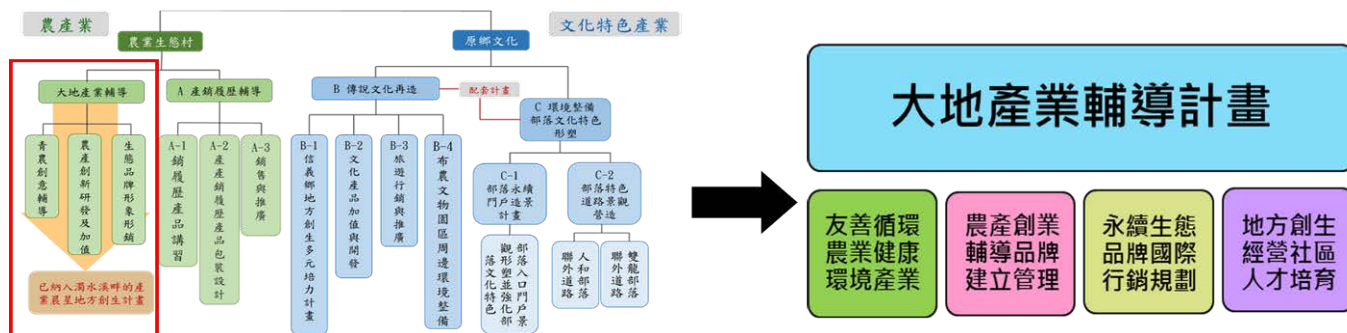 農產業
文化特色產業
農業生態村
原鄉文化
大地產業輔導
A 產銷履歷輔導
B 傳說文化再造
配套計畫
C 環境整備
部落文化特色
形塑
青農創意輔導
農產創新研發及加值
生態品牌形象形銷
A-1
銷履歷產品講習
A-2
產產銷履歷產品包裝設計
A-3
銷售與推廣
B-1
信義鄉地方創生多元培力計畫
B-2
文化產品加值與開發
B-3
旅遊行銷與推廣
B-4
布農文物園區周邊環境整備
C-1
部落永續
門戶造景
計畫
C-2
部落特色
道路景觀
營造
部落入口門戶景
觀形塑並強化部
落文化特色
人和部落
聯外道路
雙龍部落
聯外道路
已納入濁水溪畔的產
業晨星地方創生計畫
大地產業輔導計畫
友善循環
農業健康
環境產業
農產創業
輔導品牌
建立管理
永續生態
品牌國際
行銷規劃
地方創生
經營社區
人才培育